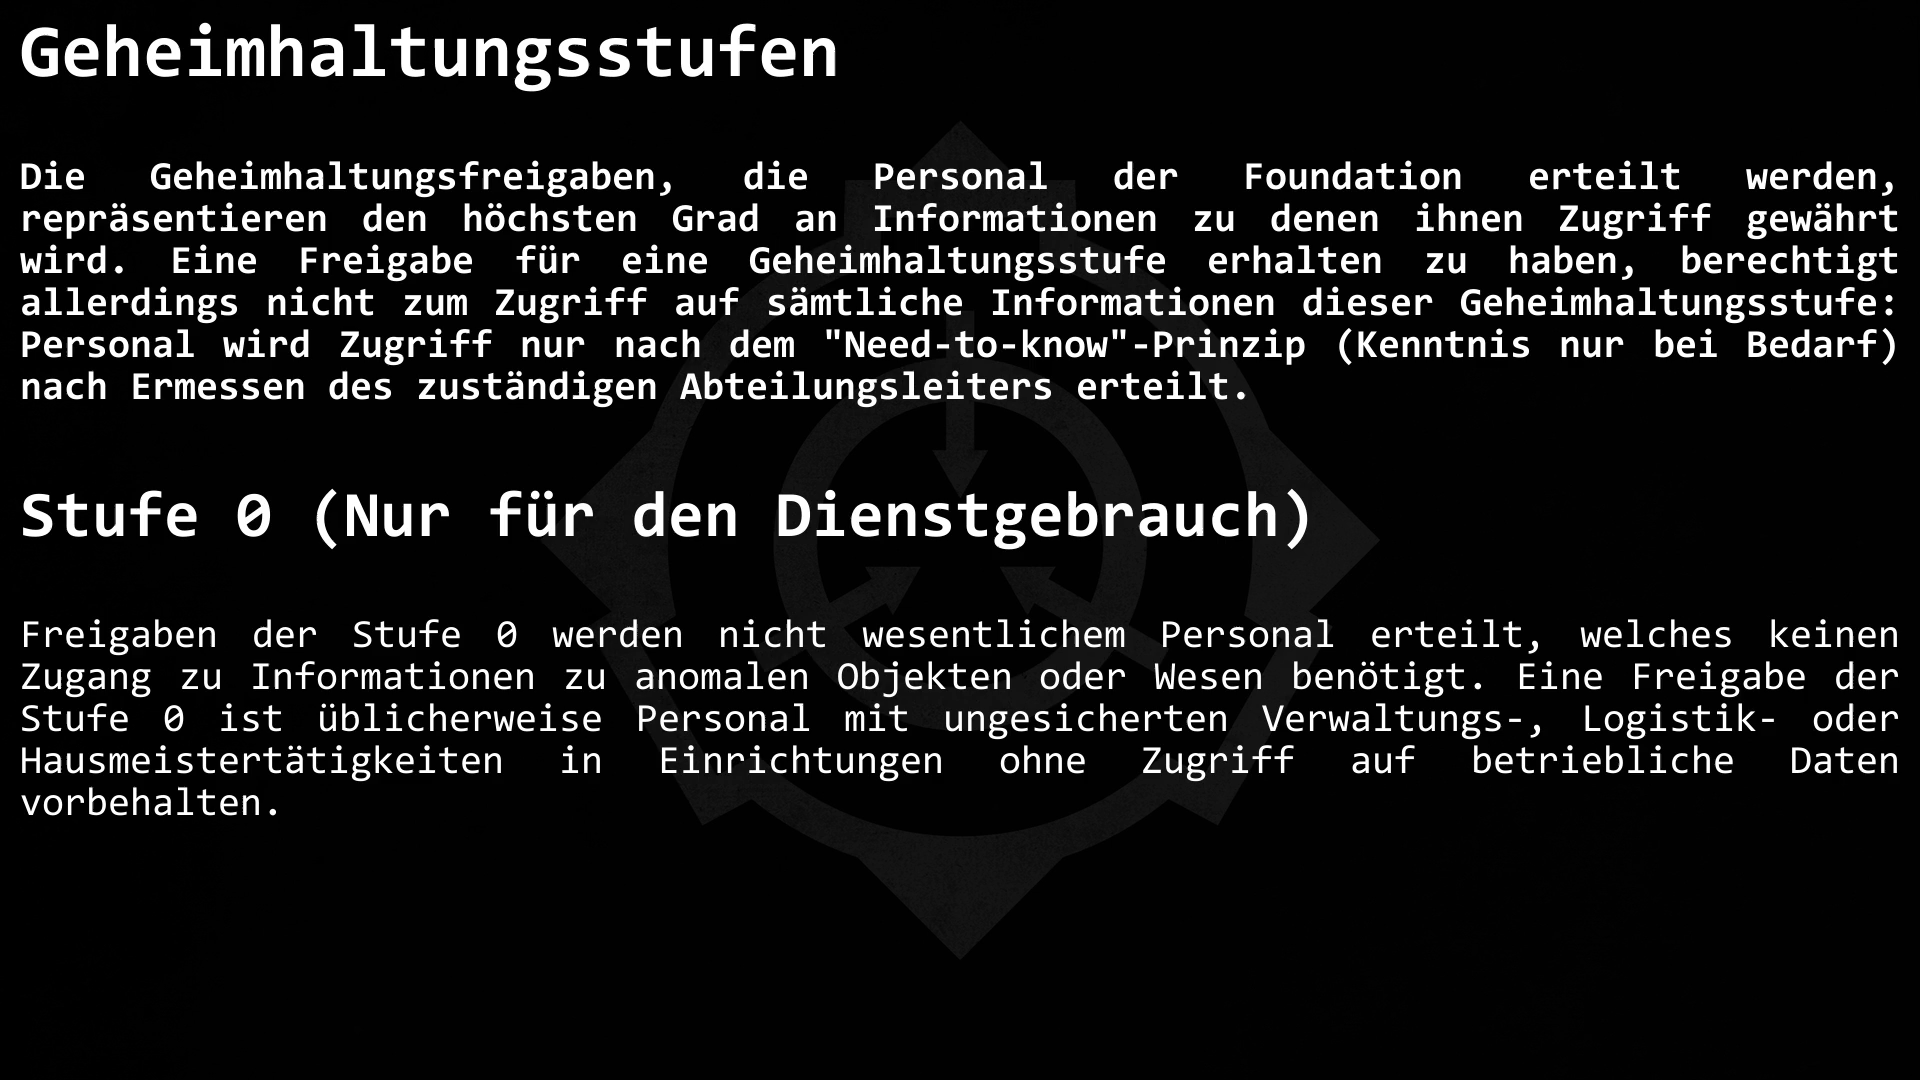 Geheimhaltungsstufen
Die Geheimhaltungsfreigaben, die Personal der Foundation erteilt werden,
repräsentieren den höchsten Grad an Informationen zu denen ihnen Zugriff gewährt
wird. Eine Freigabe für eine Geheimhaltungsstufe erhalten zu haben, berechtigt
allerdings nicht zum Zugriff auf sämtliche Informationen dieser Geheimhaltungsstufe:
Personal wird Zugriff nur nach dem "Need-to-know"-Prinzip (Kenntnis nur bei Bedarf)
nach Ermessen des zuständigen Abteilungsleiters erteilt.
Stufe 0 (Nur für den Dienstgebrauch)
Freigaben der Stufe 0 werden nicht wesentlichem Personal erteilt, welches keinen
Zugang zu Informationen zu anomalen Objekten oder Wesen benötigt. Eine Freigabe der
Stufe 0 ist üblicherweise Personal mit ungesicherten Verwaltungs-, Logistik- oder
Hausmeistertätigkeiten in Einrichtungen ohne Zugriff auf betriebliche Daten
vorbehalten.